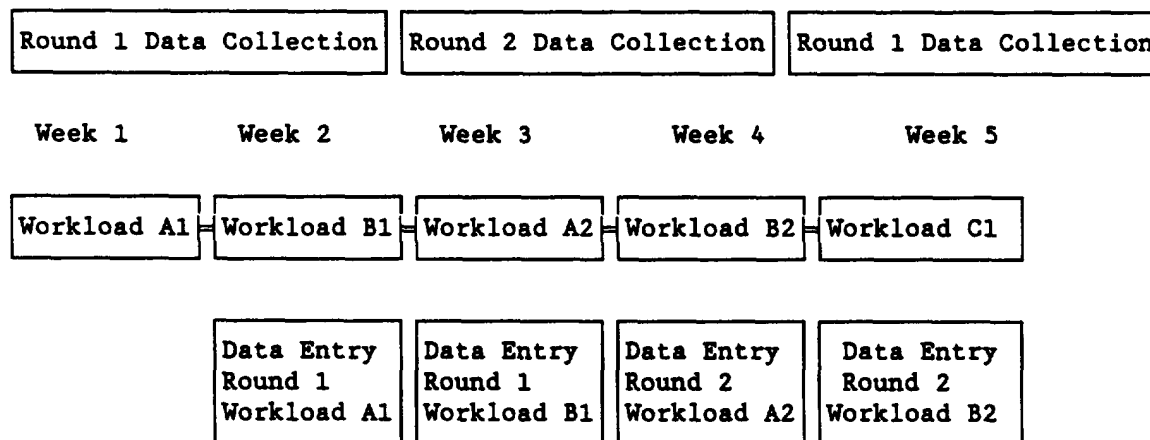 Round 1 Data Collection Round 2 Data Collection Round 1 Data Collection
Week 1 Week 2 Week 3 Week 4 Week 5
Workload A1 Workload B1 Workload A2 Workload B2 Workload C1
Data Entry Data Entry Data Entry Data Entry
Round 1 Round 1 Round 2 Round 2
Workload A1 Workload B1 Workload A2 Workload B2